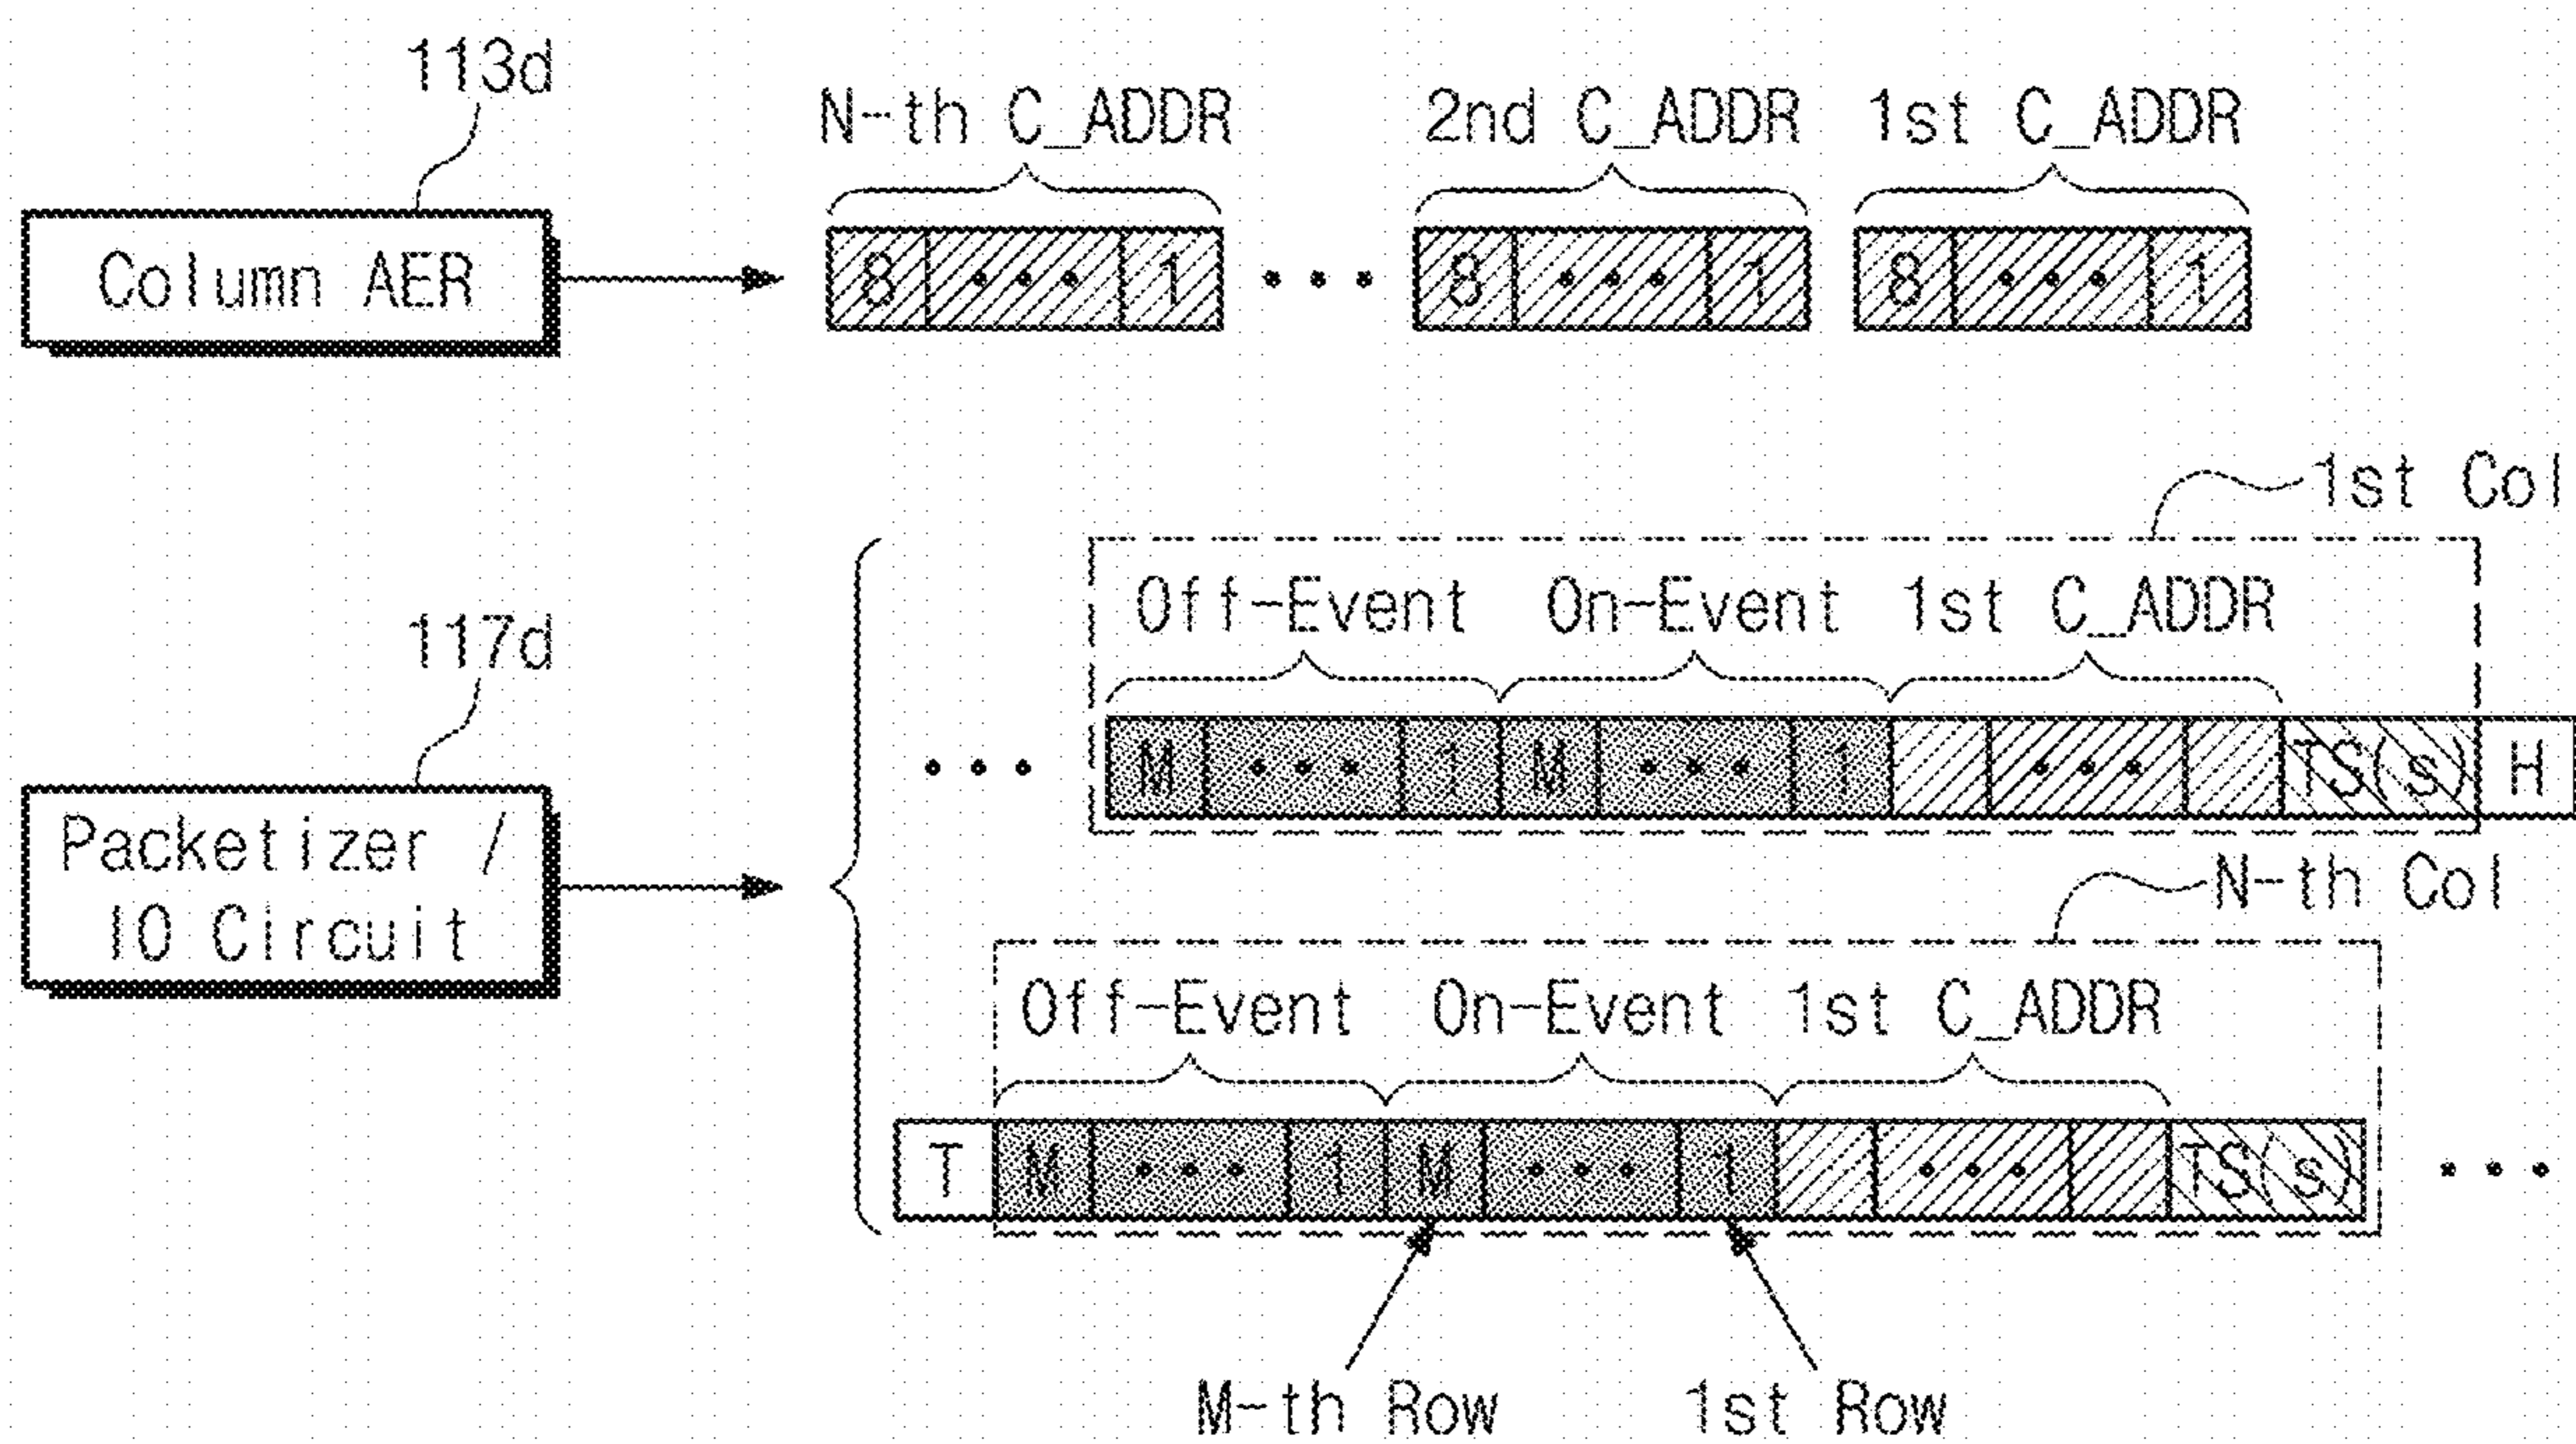 113d
N-th C_ADDR 2nd C_ADDR 1st C_ADDR
Column AER
8 • • • 1 • • • 8 • • • 1 8 • • • 1
1st Col
117d
Off-Event On-Event 1st C_ADDR
• • • M • • • 1 M • • • 1 • • • TS(s) H
Packetizer /
IO Circuit
N-th Col
Off-Event On-Event 1st C_ADDR
T M • • • 1 M • • • 1 • • • TS(s) • • •
M-th Row 1st Row